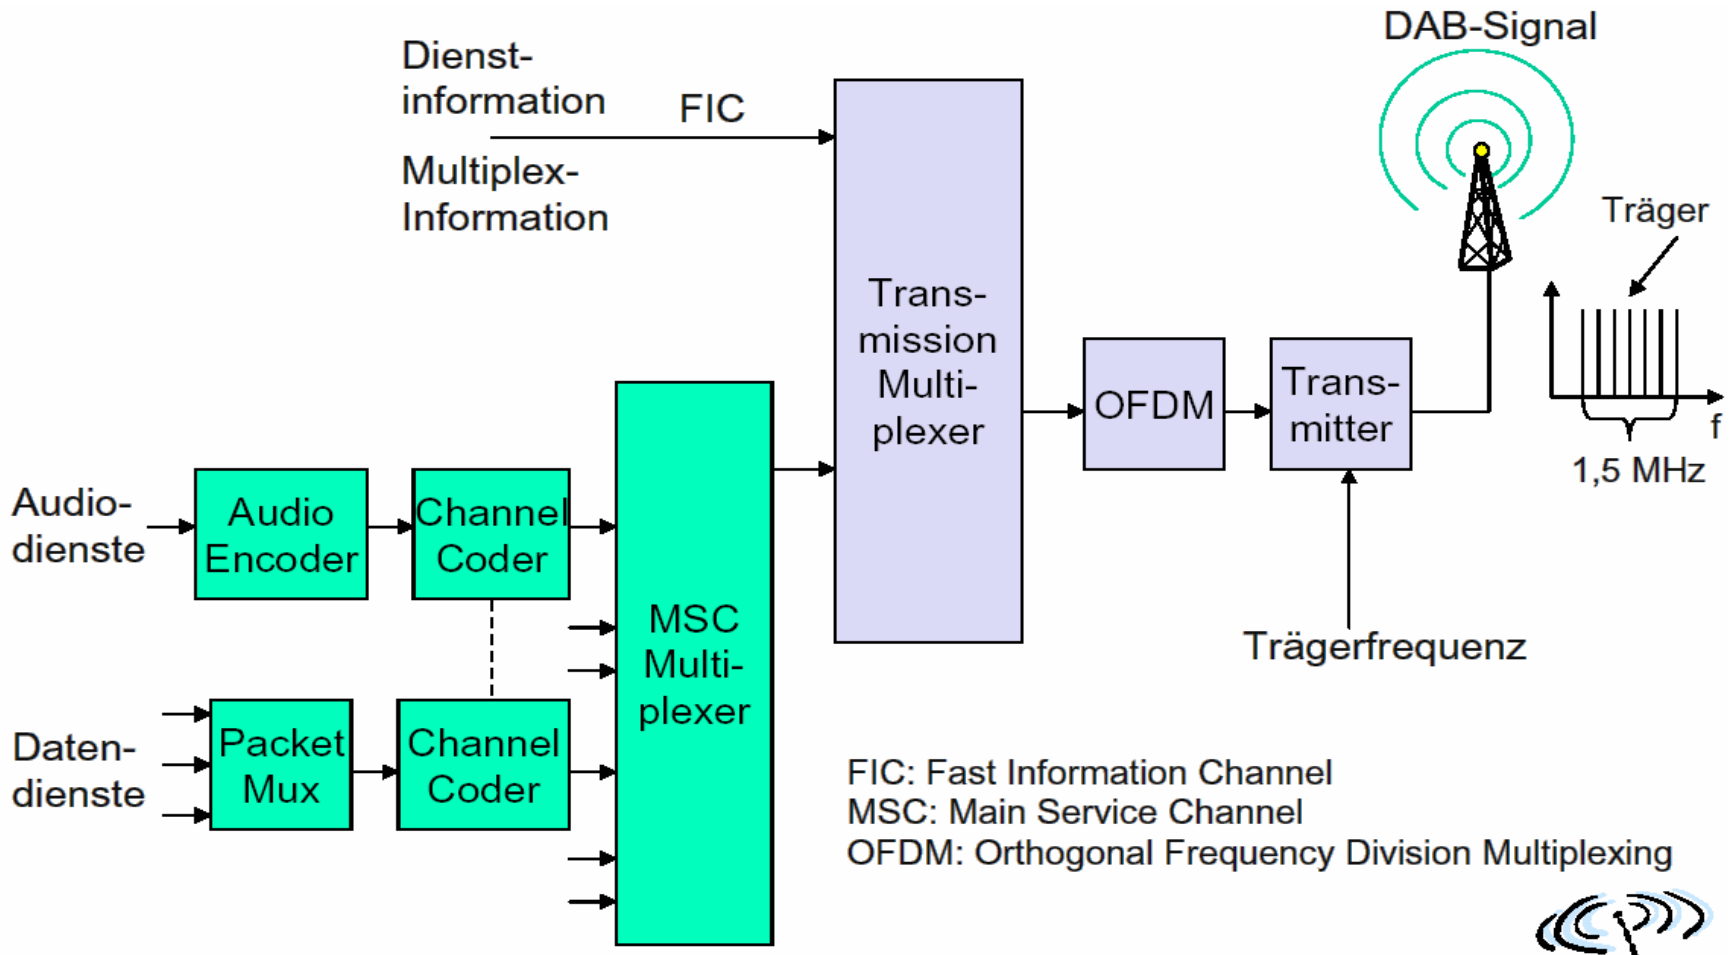 DAB-Signal
Dienst-
information
FIC
Multiplex-
Information
Träger
Trans-
mission
Multi-
plexer
OFDM
Trans-
mitter
f
1,5 MHz
Audio-
dienste
Audio
Encoder
Channel
Coder
MSC
Multi-
plexer
Trägerfrequenz
Daten-
dienste
Packet
Mux
Channel
Coder
FIC: Fast Information Channel
MSC: Main Service Channel
OFDM: Orthogonal Frequency Division Multiplexing